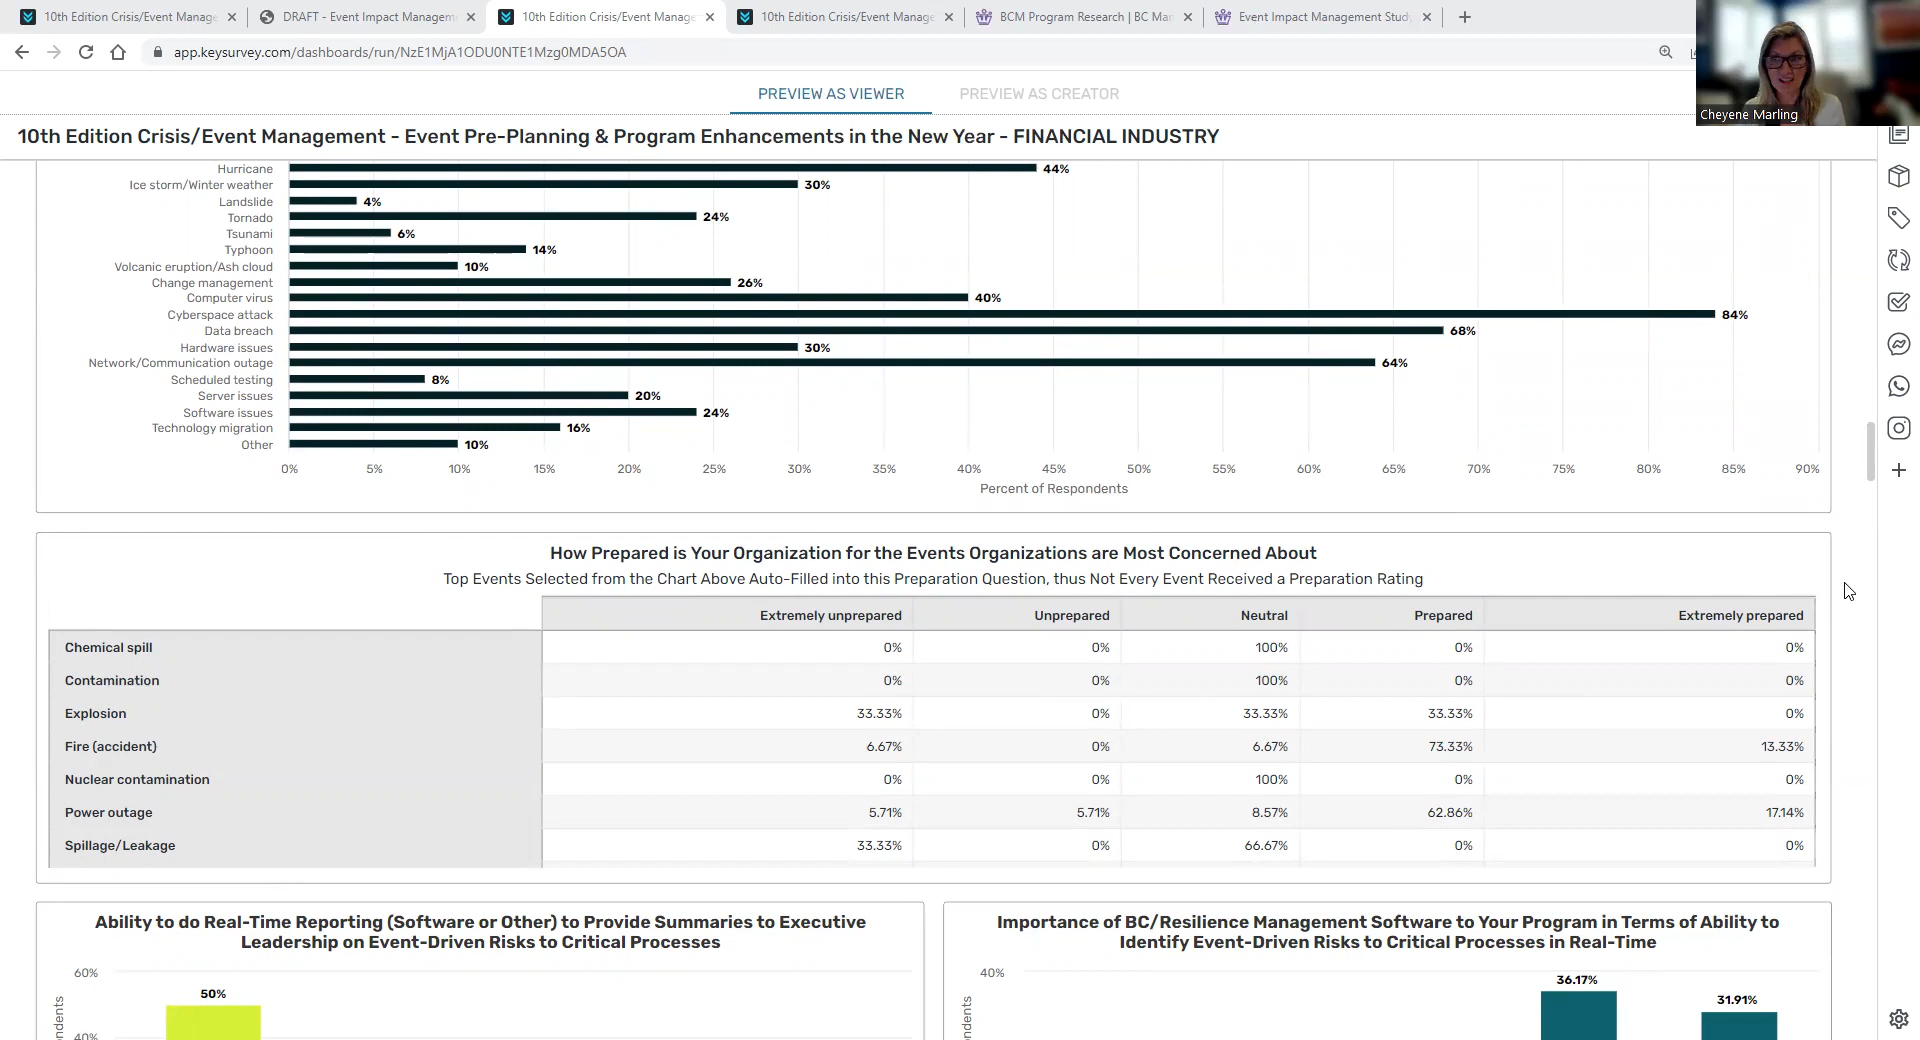 10th Edition Crisis/Event Manage
DRAFT - Event Impact Managem
10th Edition Crisis/Event Manage
10th Edition Crisis/Event Manage
BCM Program Research | BC Man
Event Impact Management Study
app.keysurvey.com/dashboards/run/NzE1MjA1ODU0NTE1Mzg0MDA5OA
Cheyene Marling
PREVIEW AS VIEWER
PREVIEW AS CREATOR
10th Edition Crisis/Event Management - Event Pre-Planning & Program Enhancements in the New Year - FINANCIAL INDUSTRY
Hurricane 44%
Ice storm/Winter weather 30%
Landslide 4%
Tornado 24%
Tsunami 6%
Typhoon 14%
Volcanic eruption/Ash cloud 10%
Change management 26%
Computer virus 40%
Cyberspace attack 84%
Data breach 68%
Hardware issues 30%
Network/Communication outage 64%
Scheduled testing 8%
Server issues 20%
Software issues 24%
Technology migration 16%
Other 10%
0% 5% 10% 15% 20% 25% 30% 35% 40% 45% 50% 55% 60% 65% 70% 75% 80% 85% 90%
Percent of Respondents
How Prepared is Your Organization for the Events Organizations are Most Concerned About
Top Events Selected from the Chart Above Auto-Filled into this Preparation Question, thus Not Every Event Received a Preparation Rating
Extremely unprepared Unprepared Neutral Prepared Extremely prepared
Chemical spill 0% 0% 100% 0% 0%
Contamination 0% 0% 100% 0% 0%
Explosion 33.33% 0% 33.33% 33.33% 0%
Fire (accident) 6.67% 0% 6.67% 73.33% 13.33%
Nuclear contamination 0% 0% 100% 0% 0%
Power outage 5.71% 5.71% 8.57% 62.86% 17.14%
Spillage/Leakage 33.33% 0% 66.67% 0% 0%
Ability to do Real-Time Reporting (Software or Other) to Provide Summaries to Executive
Leadership on Event-Driven Risks to Critical Processes
60%
50%
40%
ndents
Importance of BC/Resilience Management Software to Your Program in Terms of Ability to
Identify Event-Driven Risks to Critical Processes in Real-Time
40%
36.17%
31.91%
ndents